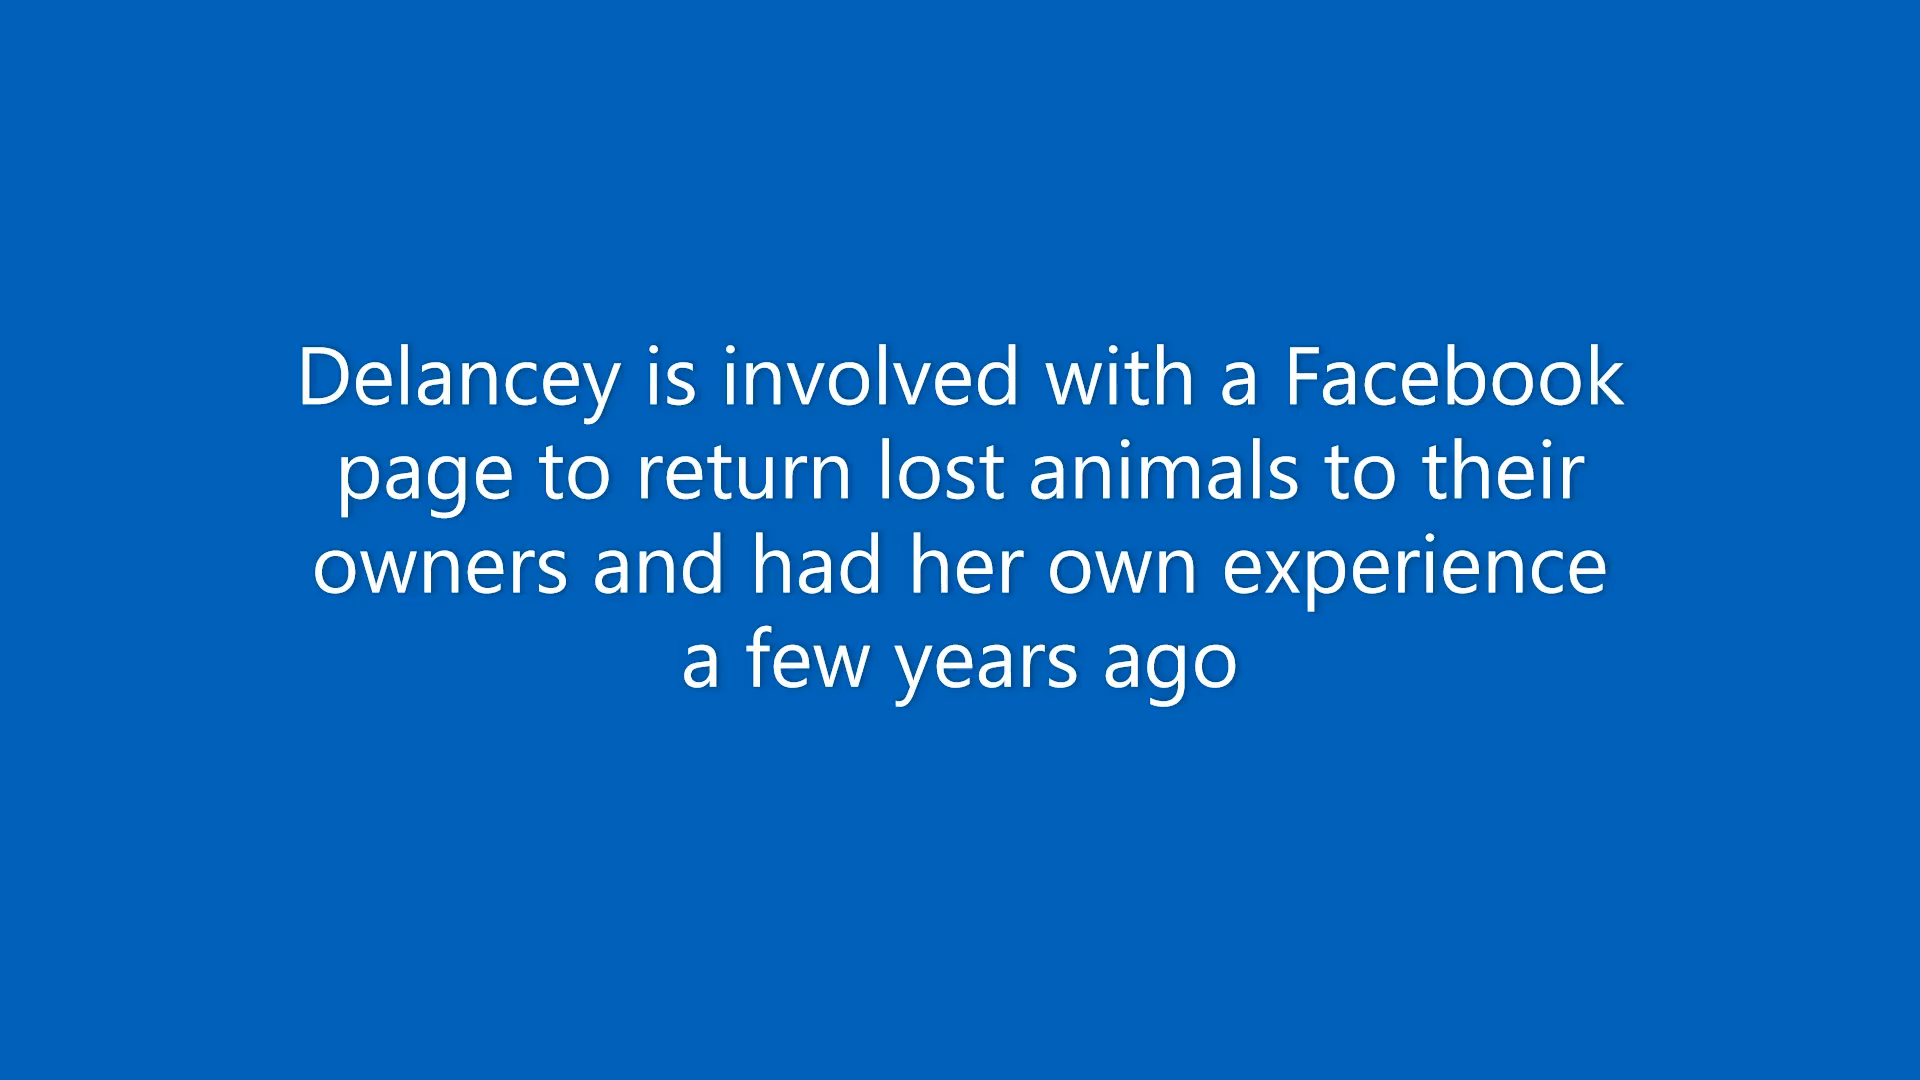 Delancey is involved with a Facebook
page to return lost animals to their
owners and had her own experience
a few years ago